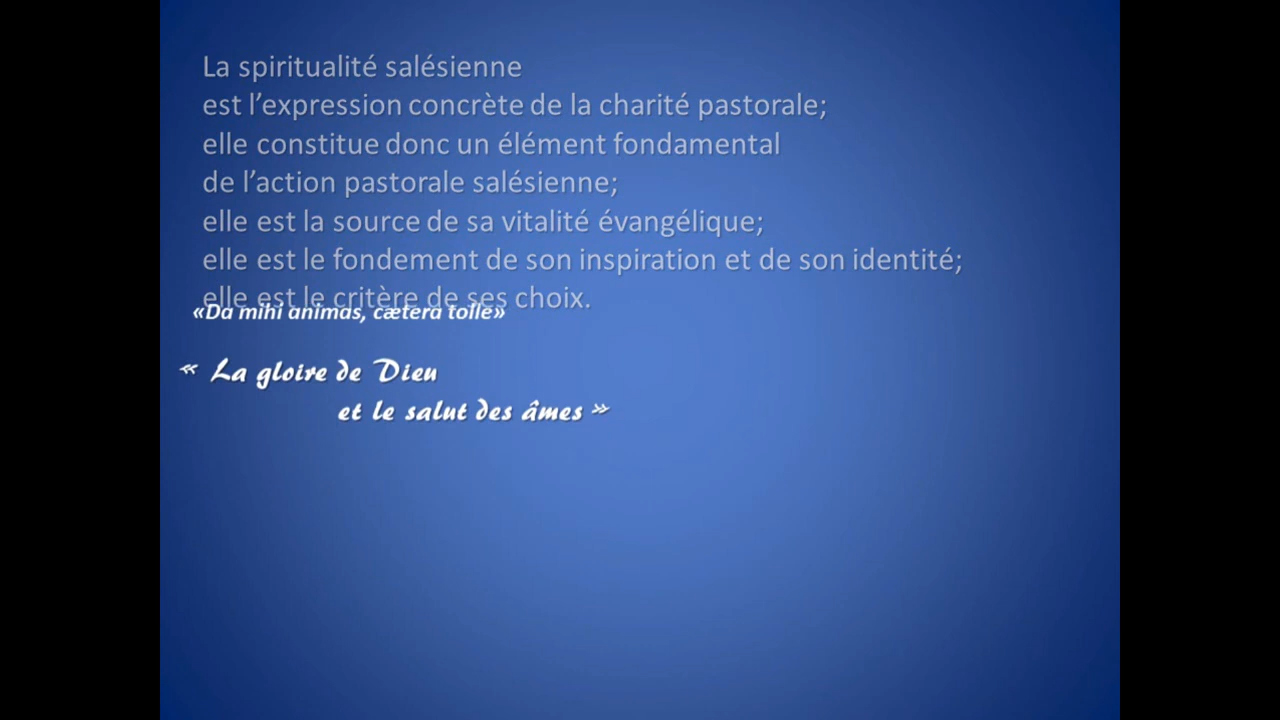 La spiritualité salésienne
est l’expression concrète de la charité pastorale;
elle constitue donc un élément fondamental
de l’action pastorale salésienne;
elle est la source de sa vitalité évangélique;
elle est le fondement de son inspiration et de son identité;
elle est le critère de ses choix.
«Da mihi animas, cætera tolle»
« La gloire de Dieu
et le salut des âmes »